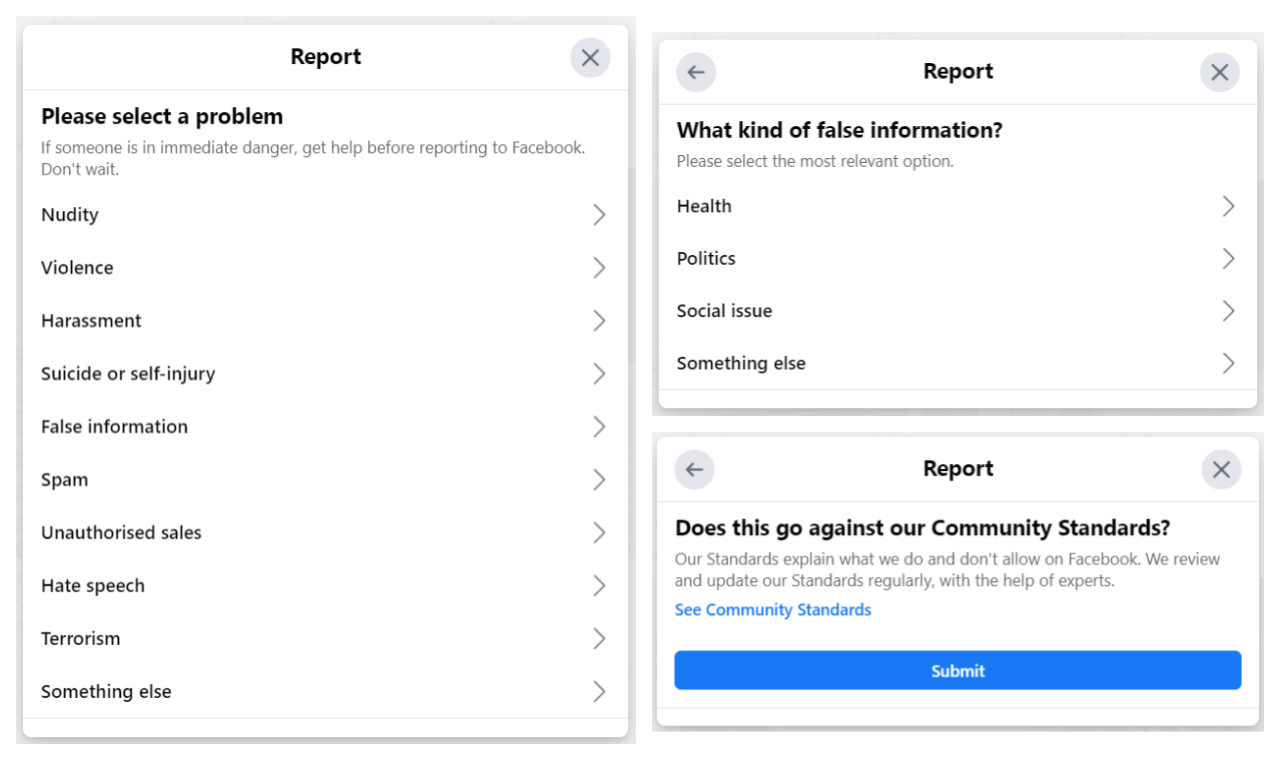 Report
Please select a problem
If someone is in immediate danger, get help before reporting to Facebook.
Don't wait.
Nudity
Violence
Harassment
Suicide or self-injury
False information
Spam
Unauthorised sales
Hate speech
Terrorism
Something else
Report
What kind of false information?
Please select the most relevant option.
Health
Politics
Social issue
Something else
Report
Does this go against our Community Standards?
Our Standards explain what we do and don't allow on Facebook. We review
and update our Standards regularly, with the help of experts.
See Community Standards
Submit